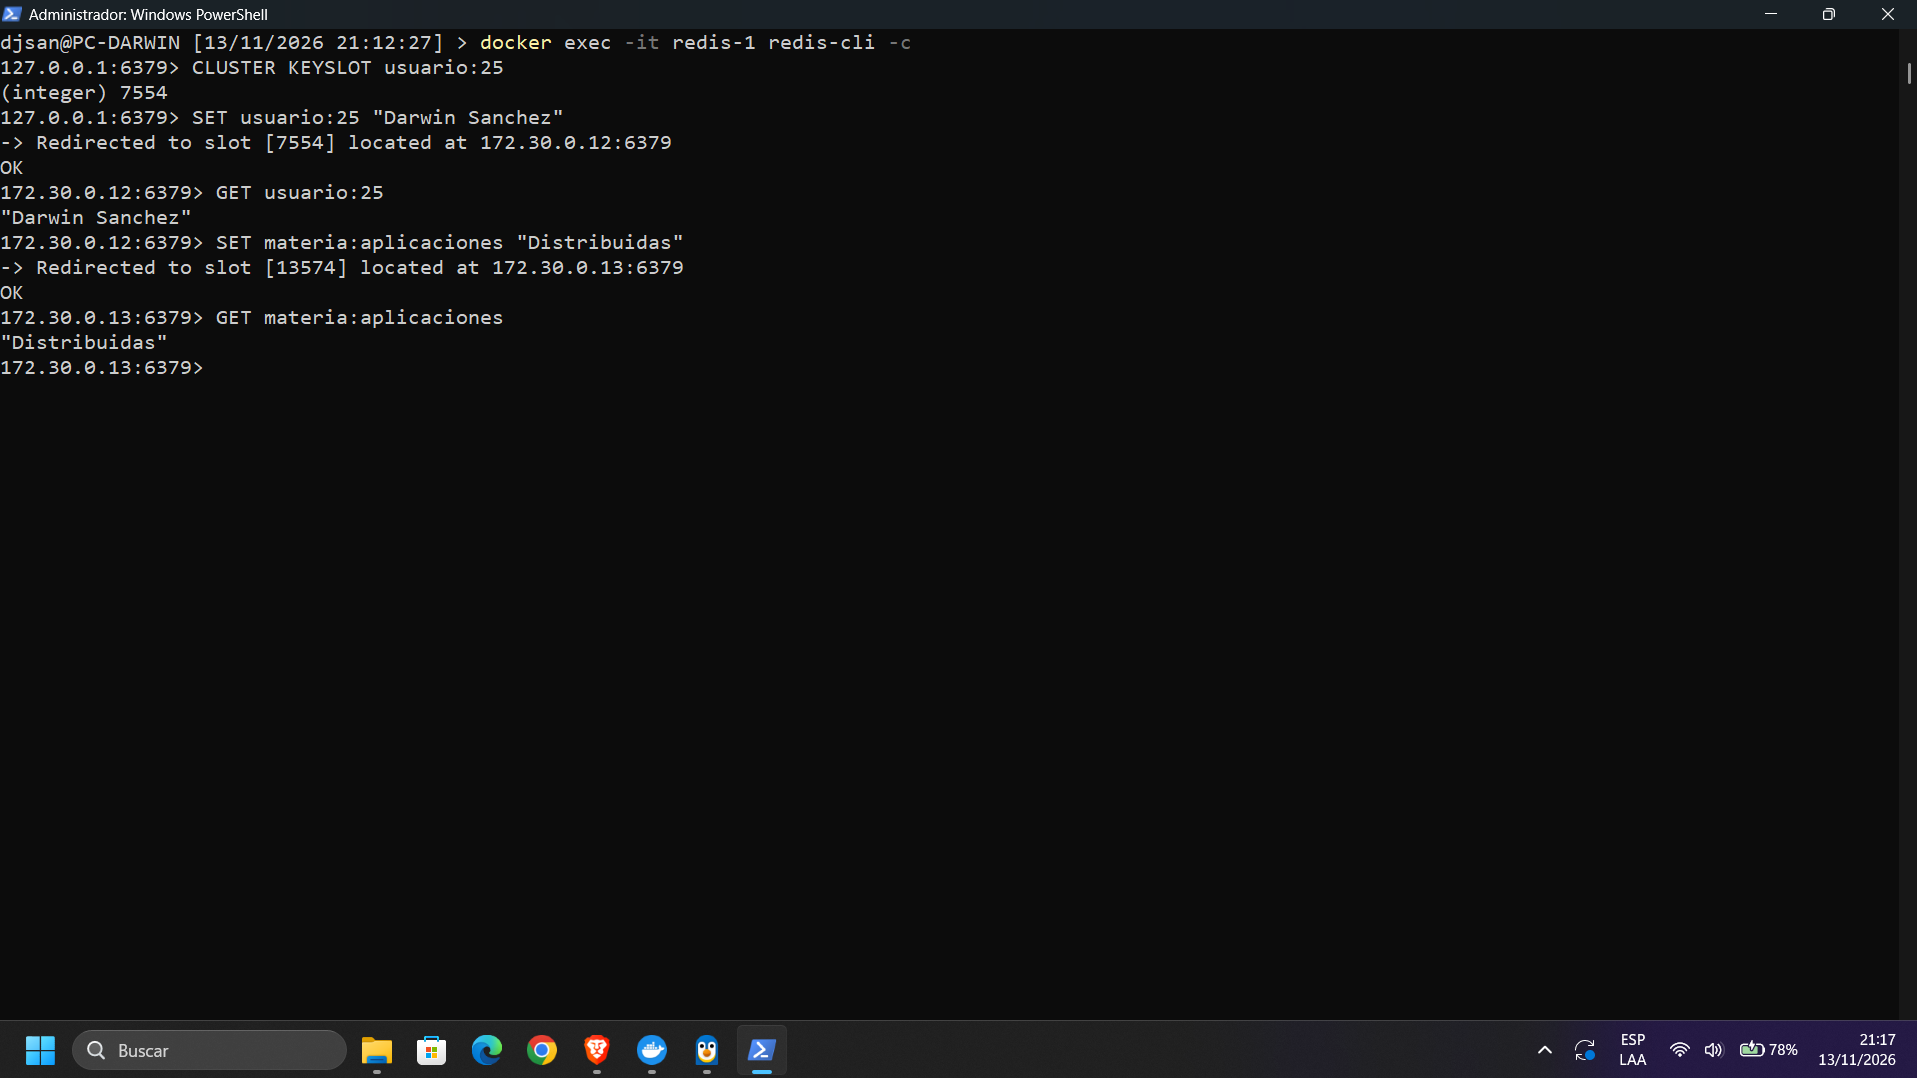 Administrador: Windows PowerShell
djsan@PC-DARWIN [13/11/2026 21:12:27] > docker exec -it redis-1 redis-cli -c
127.0.0.1:6379> CLUSTER KEYSLOT usuario:25
(integer) 7554
127.0.0.1:6379> SET usuario:25 "Darwin Sanchez"
-> Redirected to slot [7554] located at 172.30.0.12:6379
OK
172.30.0.12:6379> GET usuario:25
"Darwin Sanchez"
172.30.0.12:6379> SET materia:aplicaciones "Distribuidas"
-> Redirected to slot [13574] located at 172.30.0.13:6379
OK
172.30.0.13:6379> GET materia:aplicaciones
"Distribuidas"
172.30.0.13:6379>
Buscar
ESP
LAA
78%
21:17
13/11/2026